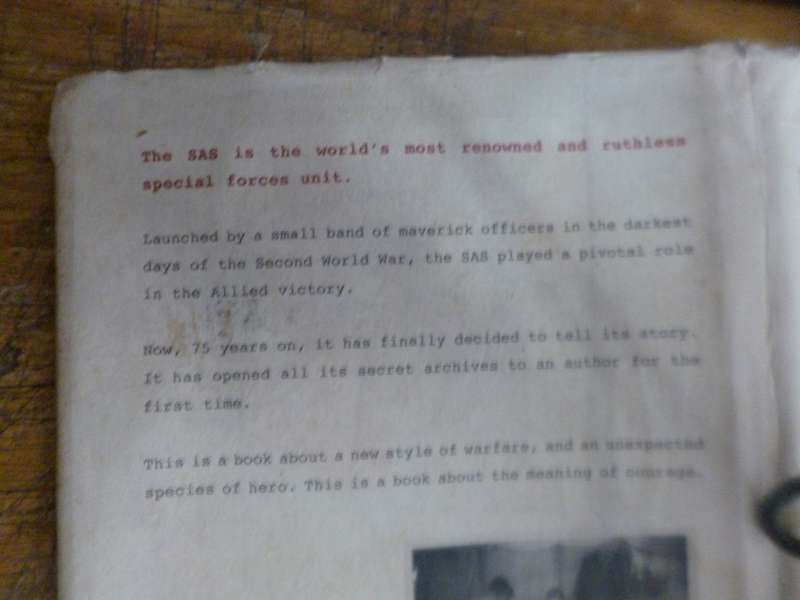 The SAS is the world's most renowned and ruthless
special forces unit.
Launched by a small band of maverick officers in the darkest
days of the Second World War, the SAS played a pivotal role
in the Allied victory.
Now, 75 years on, it has finally decided to tell its story.
It has opened all its secret archives to an author for the
first time.
This is a book about a new style of warfare, and an unexpected
species of hero. This is a book about the meaning of courage.